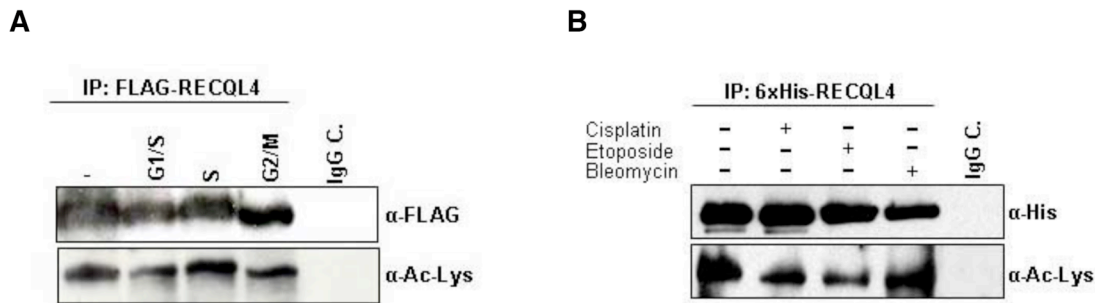 A
IP: FLAG-RECQL4
- G1/S S G2/M IgG C.
α-FLAG
α-Ac-Lys
B
IP: 6xHis-RECQL4
Cisplatin - + - - IgG C.
Etoposide - - + -
Bleomycin - - - +
α-His
α-Ac-Lys